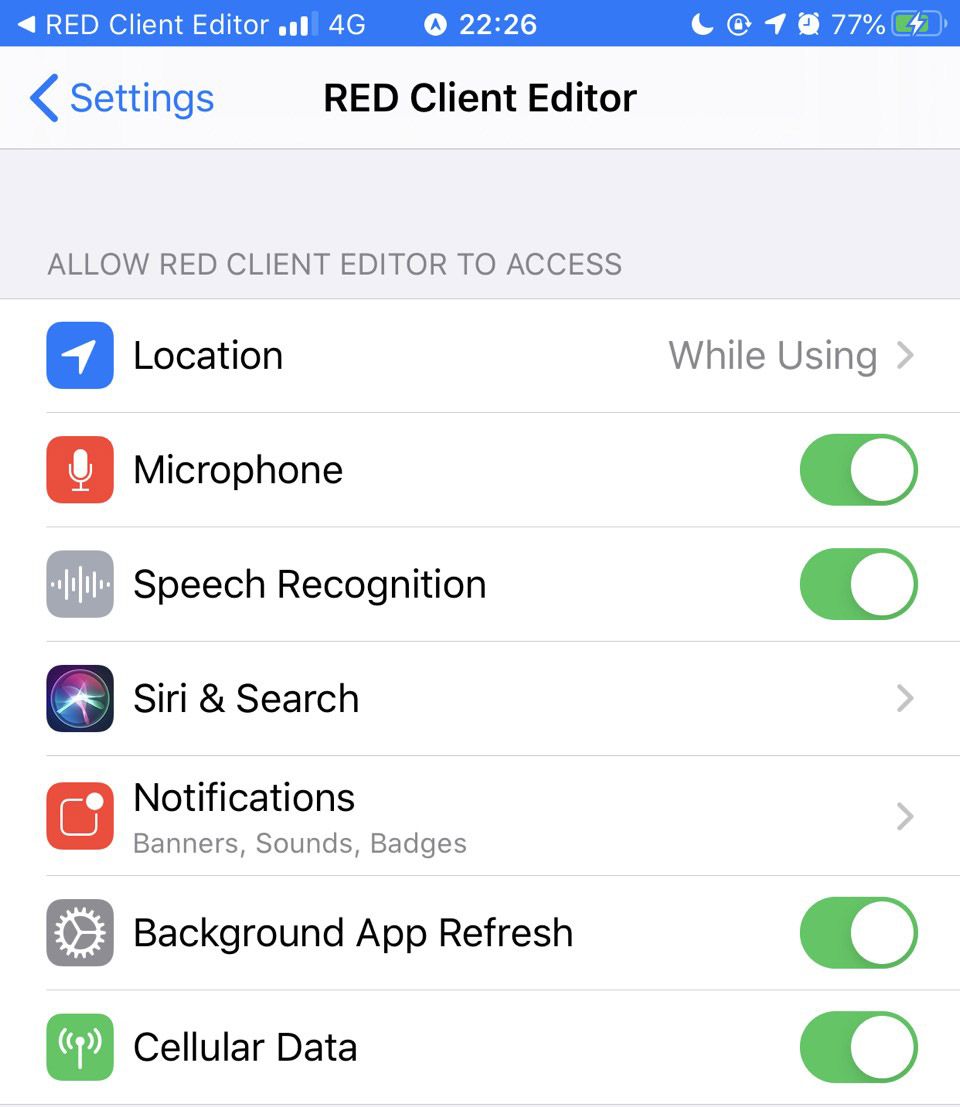 RED Client Editor 4G 22:26 77%
Settings RED Client Editor
ALLOW RED CLIENT EDITOR TO ACCESS
Location While Using
Microphone
Speech Recognition
Siri & Search
Notifications
Banners, Sounds, Badges
Background App Refresh
Cellular Data